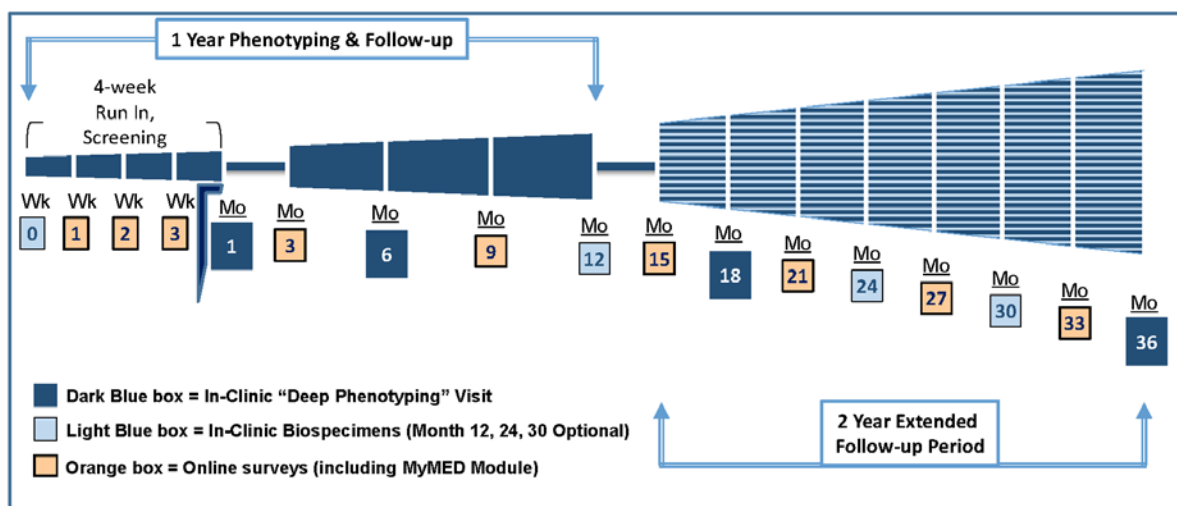 1 Year Phenotyping & Follow-up
4-week
Run In,
Screening
Wk Wk Wk Wk Mo Mo Mo Mo Mo Mo Mo Mo Mo Mo Mo Mo Mo
0 1 2 3 1 3 6 9 12 15 18 21 24 27 30 33 36
Dark Blue box = In-Clinic “Deep Phenotyping” Visit
Light Blue box = In-Clinic Biospecimens (Month 12, 24, 30 Optional)
Orange box = Online surveys (including MyMED Module)
2 Year Extended
Follow-up Period